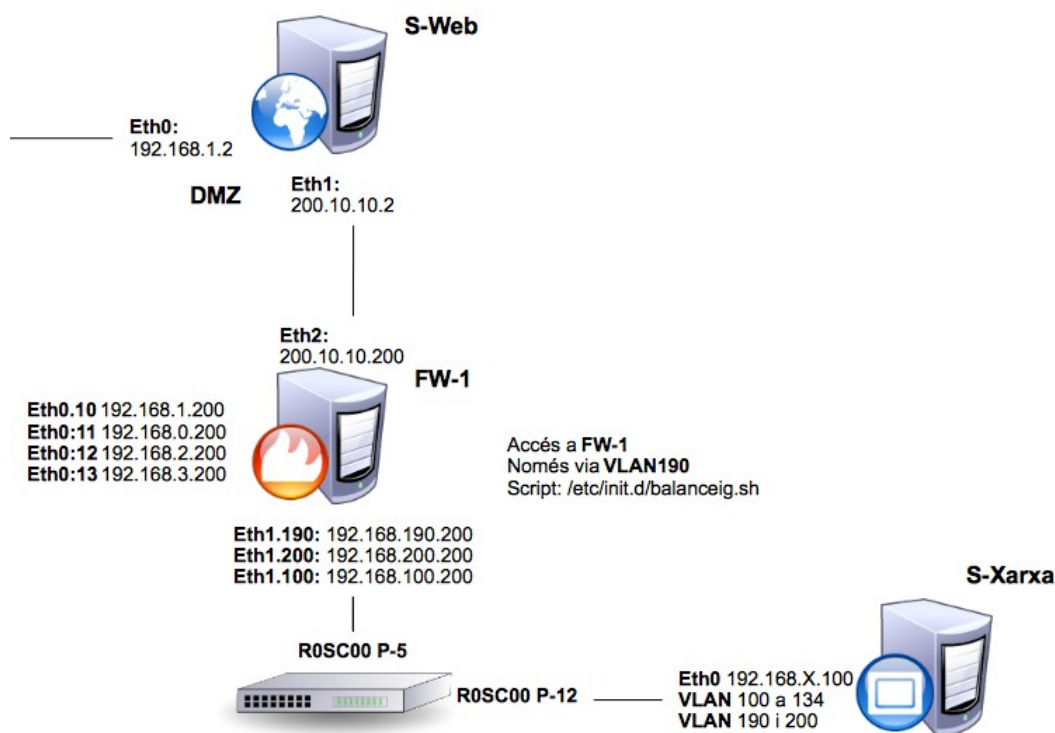 S-Web
Eth0:
192.168.1.2
DMZ
Eth1:
200.10.10.2
Eth2:
200.10.10.200
FW-1
Eth0.10 192.168.1.200
Eth0:11 192.168.0.200
Eth0:12 192.168.2.200
Eth0:13 192.168.3.200
Accés a FW-1
Només via VLAN190
Script: /etc/init.d/balanceig.sh
Eth1.190: 192.168.190.200
Eth1.200: 192.168.200.200
Eth1.100: 192.168.100.200
S-Xarxa
R0SC00 P-5
R0SC00 P-12
Eth0 192.168.X.100
VLAN 100 a 134
VLAN 190 i 200